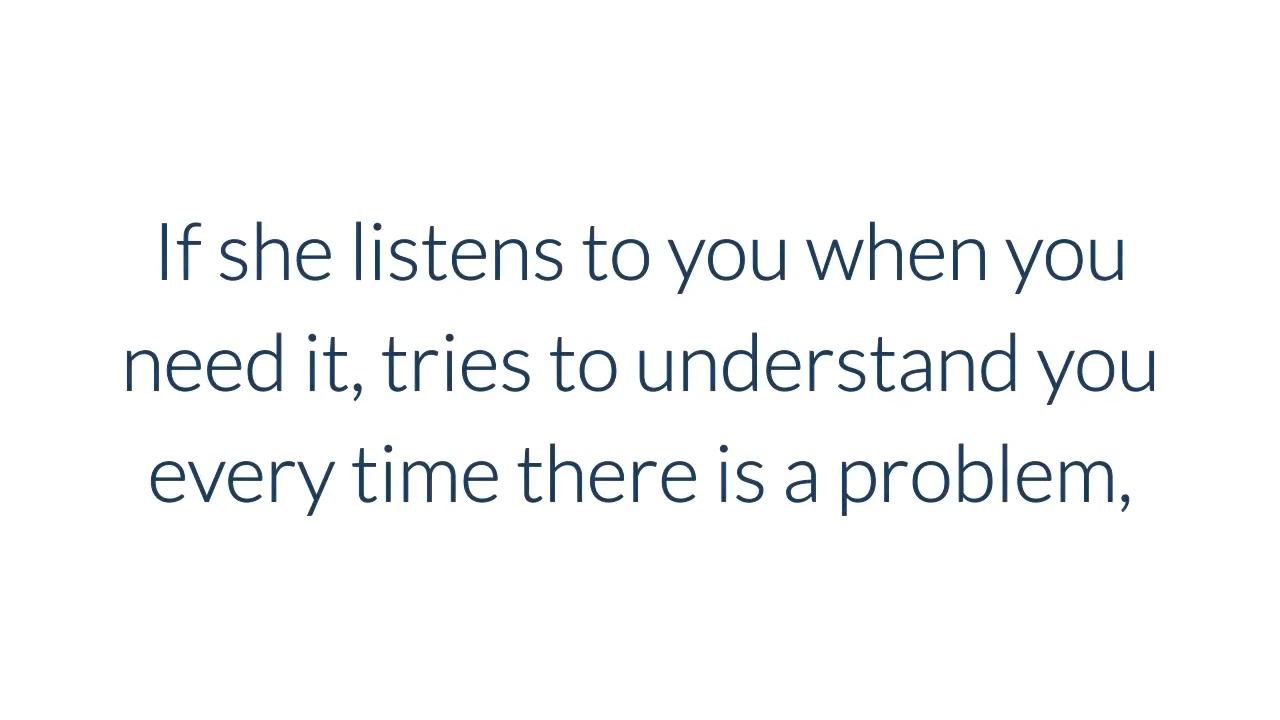 If she listens to you when you
need it, tries to understand you
every time there is a problem,